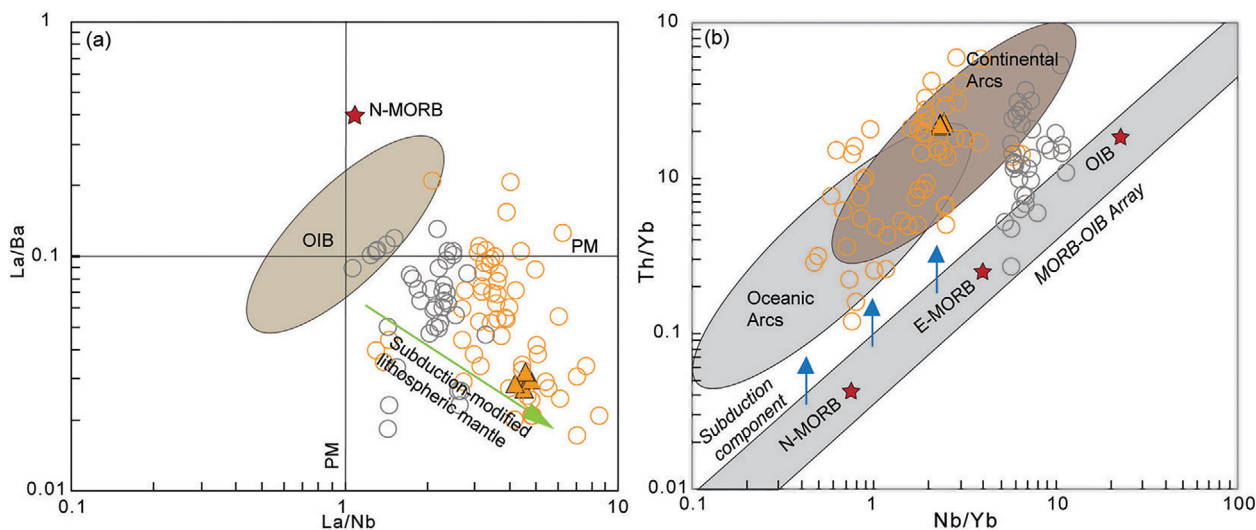 (a)
1
La/Ba
N-MORB
OIB
0.1
PM
Subduction-modified
lithospheric mantle
PM
0.01
0.1
1
10
La/Nb
(b)
10
Th/Yb
Continental
Arcs
10
OIB
MORB-OIB Array
Oceanic
Arcs
E-MORB
0.1
Subduction
component
N-MORB
0.01
0.1
1
10
100
Nb/Yb